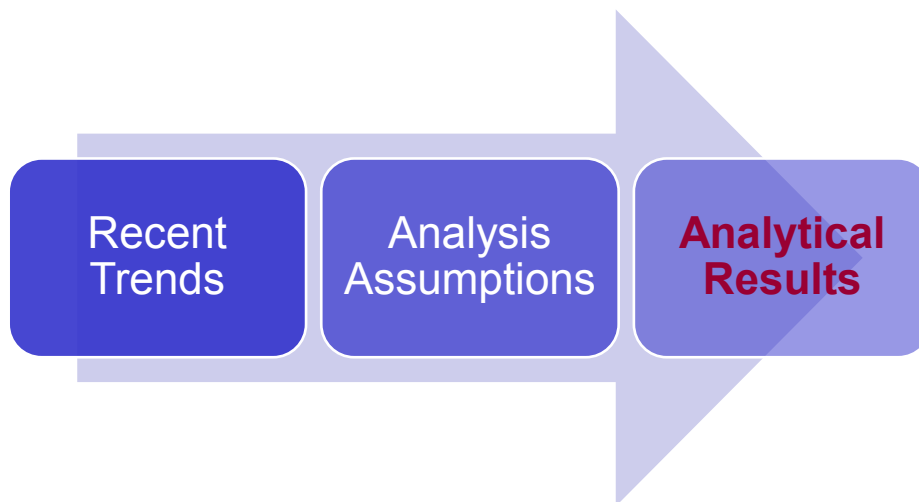 Recent
Trends
Analysis
Assumptions
Analytical
Results